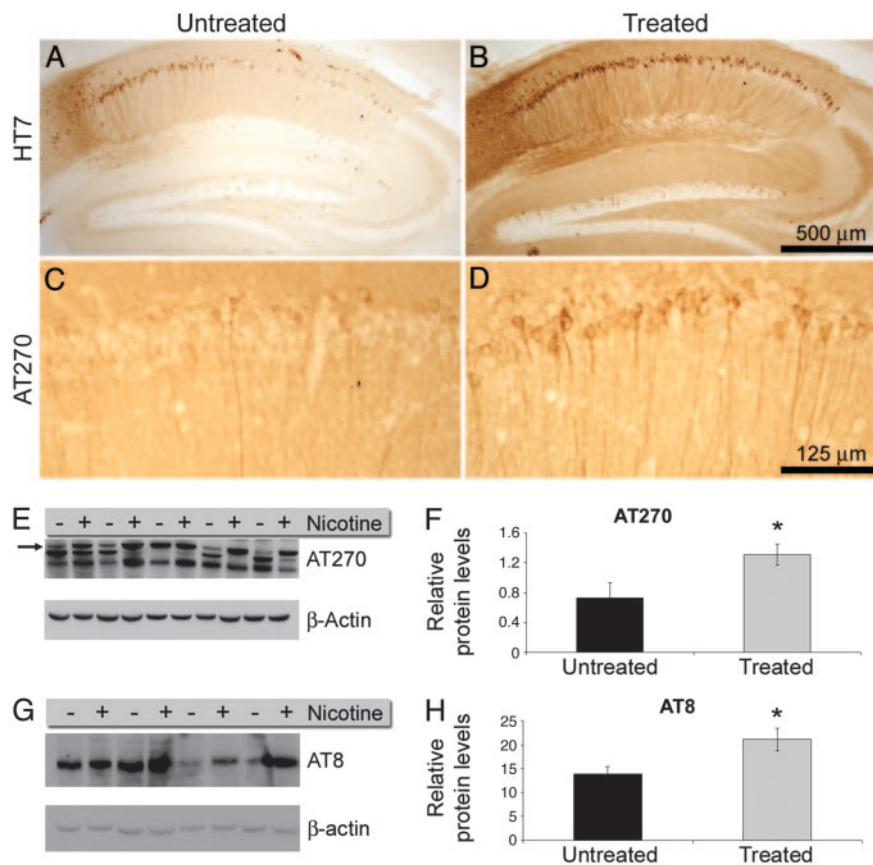 Untreated Treated
A B
HT7
500 μm
C D
AT270
125 μm
E - + - + - + - + - + Nicotine
AT270
β-Actin
F AT270
Relative protein levels
1.6
1.2
0.8
0.4
0
*
Untreated Treated
G - + - + - + - + Nicotine
AT8
β-actin
H AT8
Relative protein levels
25
20
15
10
5
0
*
Untreated Treated